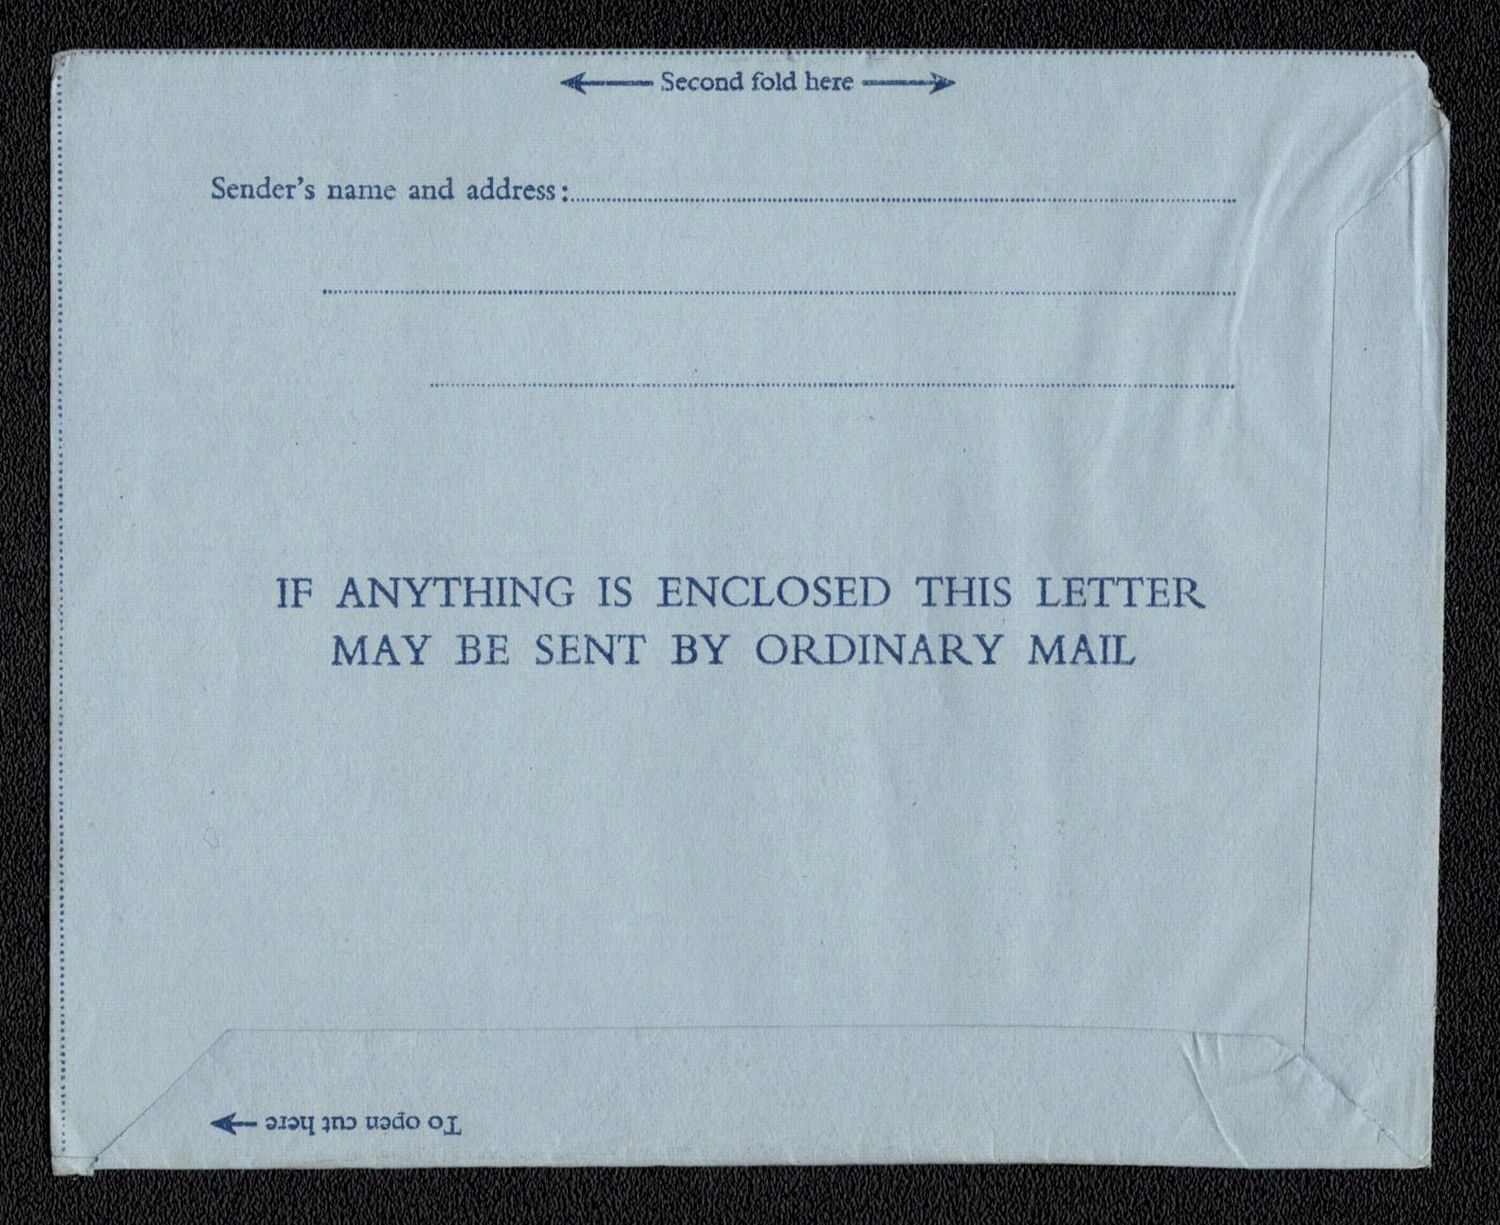 Second fold here
Sender's name and address:
IF ANYTHING IS ENCLOSED THIS LETTER
MAY BE SENT BY ORDINARY MAIL
To open cut here